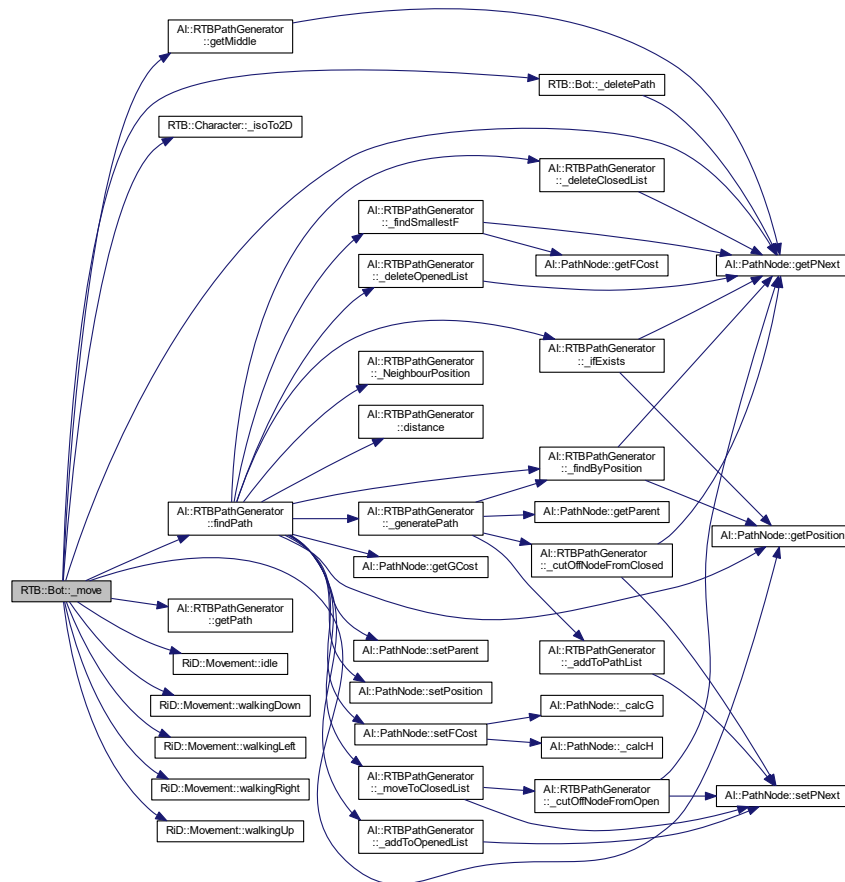 AI::RTBPathGenerator
::getMiddle
RTB::Bot::_deletePath
RTB::Character::_isoTo2D
AI::RTBPathGenerator
::_deleteClosedList
AI::RTBPathGenerator
::_findSmallestF
AI::PathNode::getFCost
AI::PathNode::getPNext
AI::RTBPathGenerator
::_deleteOpenedList
AI::RTBPathGenerator
::_ifExists
AI::RTBPathGenerator
::_NeighbourPosition
AI::RTBPathGenerator
::distance
AI::RTBPathGenerator
::_findByPosition
AI::RTBPathGenerator
::findPath
AI::RTBPathGenerator
::_generatePath
AI::PathNode::getParent
AI::PathNode::getPosition
AI::RTBPathGenerator
::_cutOffNodeFromClosed
AI::PathNode::getGCost
RTB::Bot::_move
AI::RTBPathGenerator
::getPath
AI::PathNode::setParent
AI::RTBPathGenerator
::_addToPathList
RiD::Movement::idle
AI::PathNode::setPosition
RiD::Movement::walkingDown
AI::PathNode::_calcG
AI::PathNode::setFCost
RiD::Movement::walkingLeft
AI::PathNode::_calcH
AI::RTBPathGenerator
::_moveToClosedList
RiD::Movement::walkingRight
AI::RTBPathGenerator
::_cutOffNodeFromOpen
AI::PathNode::setPNext
RiD::Movement::walkingUp
AI::RTBPathGenerator
::_addToOpenedList